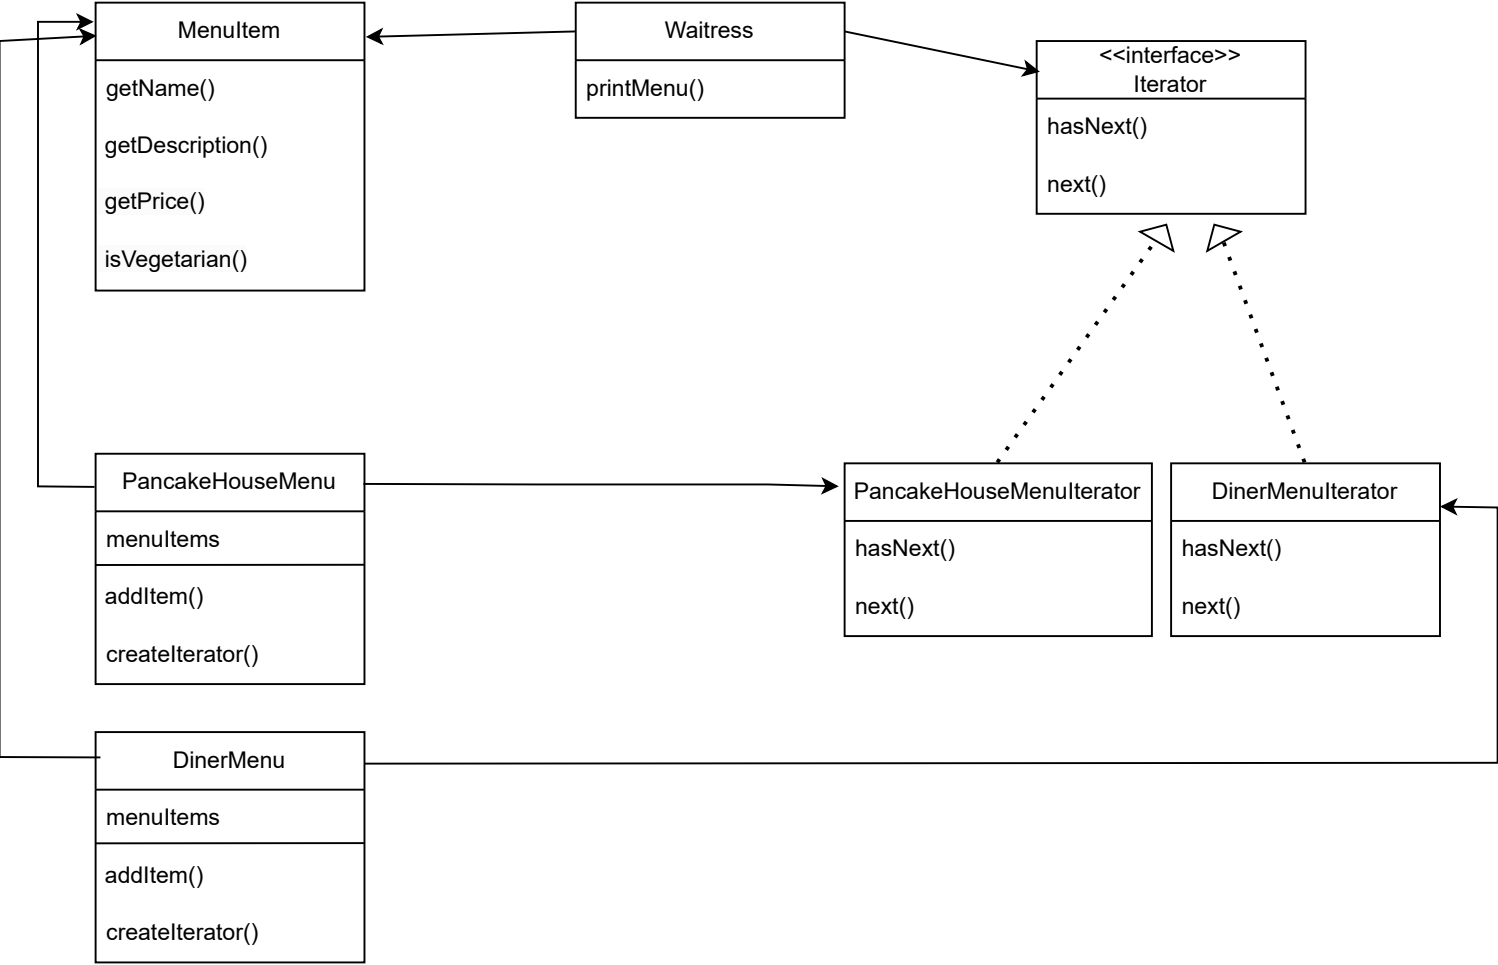 MenuItem
getName()
getDescription()
getPrice()
isVegetarian()
Waitress
printMenu()
<<interface>>
Iterator
hasNext()
next()
PancakeHouseMenu
menuItems
addItem()
createIterator()
PancakeHouseMenuIterator
hasNext()
next()
DinerMenuIterator
hasNext()
next()
DinerMenu
menuItems
addItem()
createIterator()